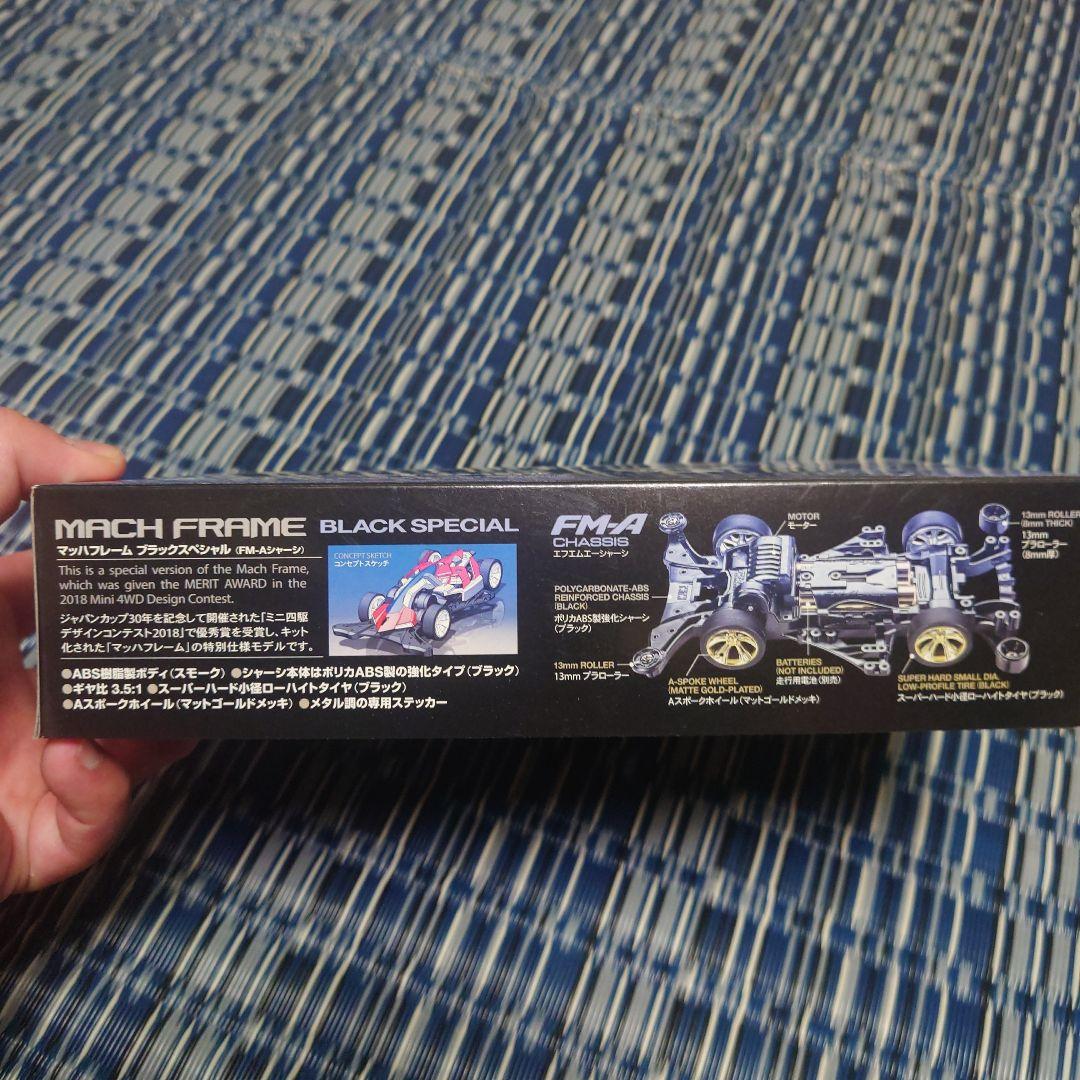 MACH FRAME BLACK SPECIAL
マッハフレーム ブラックスペシャル（FM-Aシャーシ）
This is a special version of the Mach Frame,
which was given the MERIT AWARD in the
2018 Mini 4WD Design Contest.
ジャパンカップ30年を記念して開催された「ミニ四駆
デザインコンテスト2018」で優秀賞を受賞し、キット
化された「マッハフレーム」の特別仕様モデルです。
CONCEPT SKETCH
コンセプトスケッチ
●ABS樹脂製ボディ（スモーク） ●シャーシ本体はポリカABS製の強化タイプ（ブラック）
●ギヤ比 3.5:1 ●スーパーハード小径ローハイトタイヤ（ブラック）
●Aスポークホイール（マットゴールドメッキ） ●メタル調の専用ステッカー
FM-A
CHASSIS
エフエムエーシャーシ
MOTOR
モーター
13mm ROLLER
(8mm THICK)
13mm
プラローラー
（8mm厚）
POLYCARBONATE-ABS
REINFORCED CHASSIS
(BLACK)
ポリカABS製強化シャーシ
（ブラック）
13mm ROLLER
13mm プラローラー
A-SPOKE WHEEL
(MATTE GOLD-PLATED)
Aスポークホイール（マットゴールドメッキ）
BATTERIES
(NOT INCLUDED)
走行用電池（別売）
SUPER HARD SMALL DIA.
LOW-PROFILE TIRE (BLACK)
スーパーハード小径ローハイトタイヤ（ブラック）